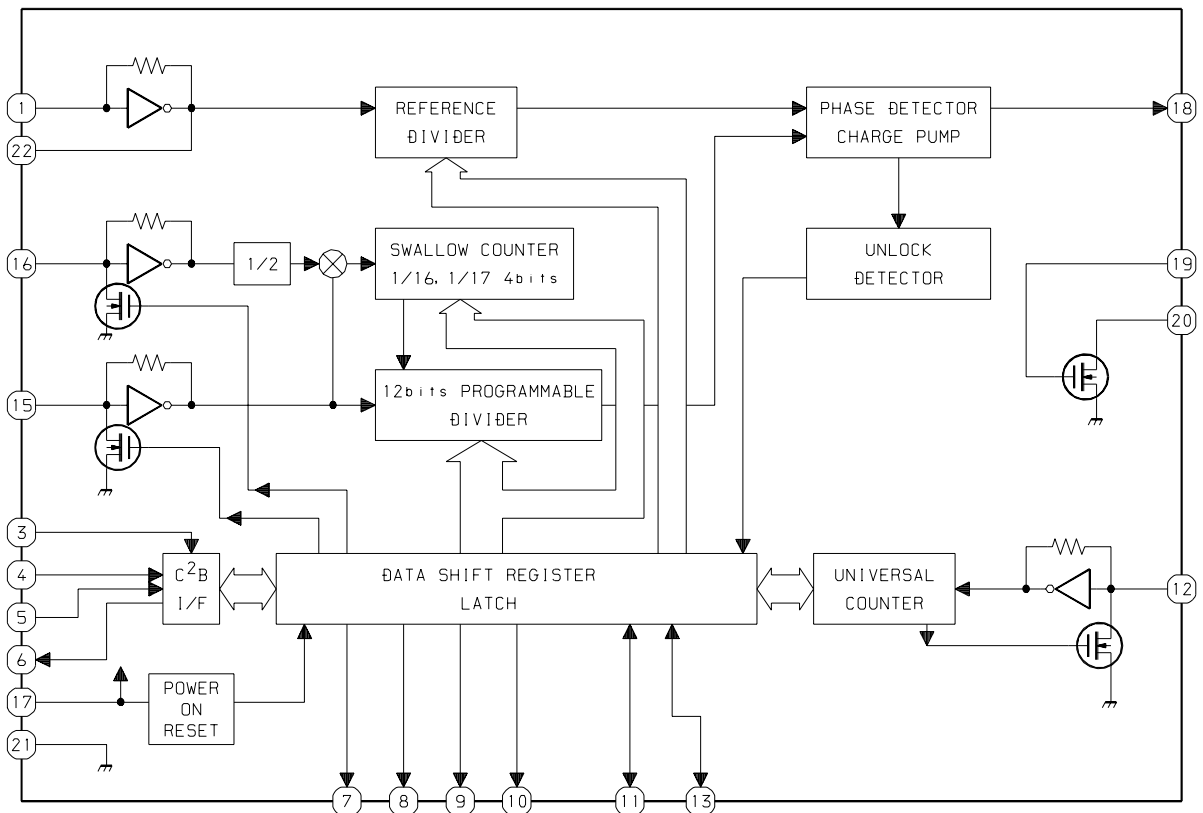 1
REFERENCE
DIVIDER
PHASE DETECTOR
CHARGE PUMP
18
22
16
1/2
SWALLOW COUNTER
1/16, 1/17 4bits
UNLOCK
DETECTOR
19
20
15
12bits PROGRAMMABLE
DIVIDER
3
4
5
6
C²B
I/F
DATA SHIFT REGISTER
LATCH
UNIVERSAL
COUNTER
12
17
POWER
ON
RESET
21
7
8
9
10
11
13